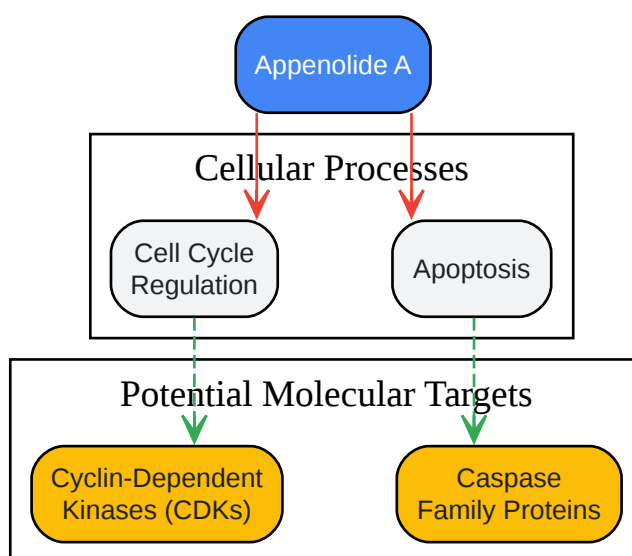 Appenolide A
Cellular Processes
Cell Cycle
Regulation
Apoptosis
Potential Molecular Targets
Cyclin-Dependent
Kinases (CDKs)
Caspase
Family Proteins